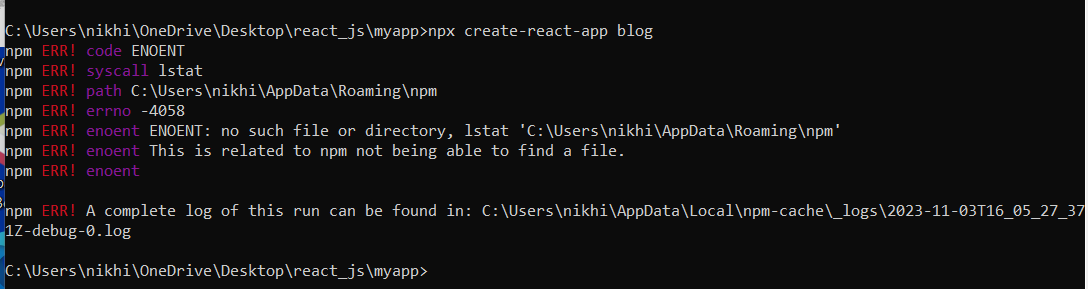 C:\Users\nikhi\OneDrive\Desktop\react_js\myapp>npx create-react-app blog
npm ERR! code ENOENT
npm ERR! syscall lstat
npm ERR! path C:\Users\nikhi\AppData\Roaming\npm
npm ERR! errno -4058
npm ERR! enoent ENOENT: no such file or directory, lstat 'C:\Users\nikhi\AppData\Roaming\npm'
npm ERR! enoent This is related to npm not being able to find a file.
npm ERR! enoent
npm ERR! A complete log of this run can be found in: C:\Users\nikhi\AppData\Local\npm-cache\_logs\2023-11-03T16_05_27_37
1Z-debug-0.log
C:\Users\nikhi\OneDrive\Desktop\react_js\myapp>